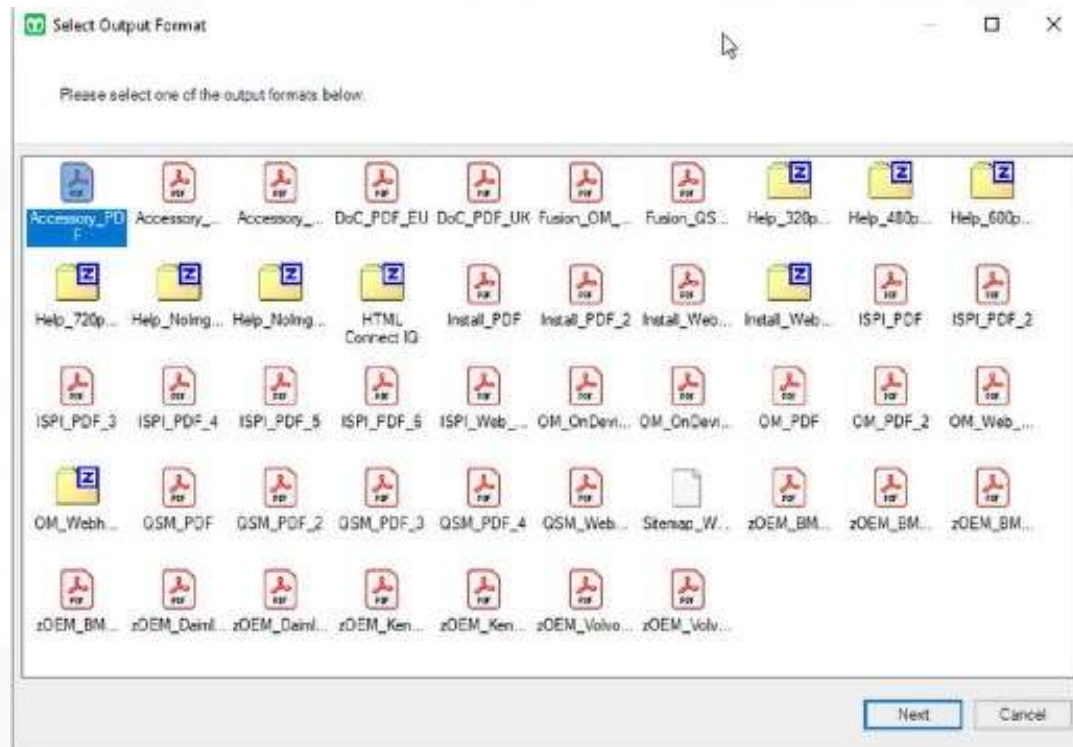 Select Output Format
Please select one of the output formats below.
Accessory_PD
F
Accessory_...
Accessory_...
DoC_PDF_EU
DoC_PDF_UK
Fusion_OM_...
Fusion_QS...
Help_320p...
Help_480p...
Help_600p...
Help_720p...
Help_NoImg...
Help_NoImg...
HTML
Connect IQ
Install_PDF
Install_PDF_2
Install_Web...
Install_Web...
ISPI_PDF
ISPI_PDF_2
ISPI_PDF_3
ISPI_PDF_4
ISPI_PDF_5
ISPI_PDF_6
ISPI_Web_...
OM_OnDevi...
OM_OnDevi...
OM_PDF
OM_PDF_2
OM_Web_...
OM_Webh...
QSM_PDF
QSM_PDF_2
QSM_PDF_3
QSM_PDF_4
QSM_Web...
Sitemap_W...
zOEM_BM...
zOEM_BM...
zOEM_BM...
zOEM_BM...
zOEM_Daiml...
zOEM_Daiml...
zOEM_Ken...
zOEM_Ken...
zOEM_Volvo...
zOEM_Volv...
Next
Cancel